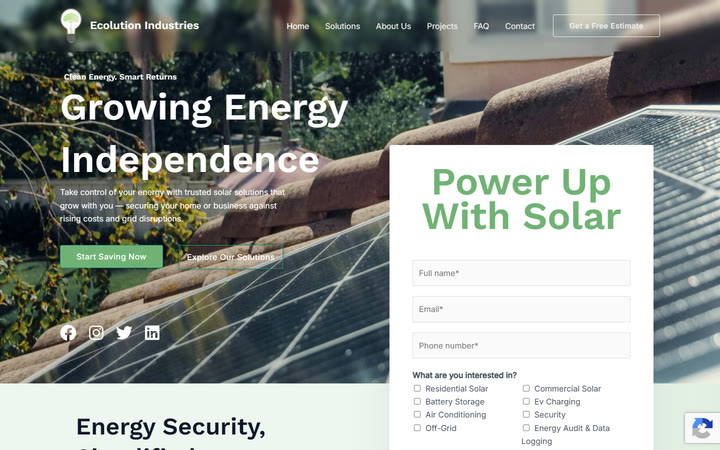 Ecolution Industries
Home Solutions About Us Projects FAQ Contact Get a Free Estimate
Clean Energy. Smart Returns
Growing Energy
Independence
Take control of your energy with trusted solar solutions that
grow with you — securing your home or business against
rising costs and grid disruptions.
Start Saving Now Explore Our Solutions
Power Up
With Solar
Full name*
Email*
Phone number*
What are you interested in?
Residential Solar Commercial Solar
Battery Storage Ev Charging
Air Conditioning Security
Off-Grid Energy Audit & Data
Logging
Energy Security,
Simplified